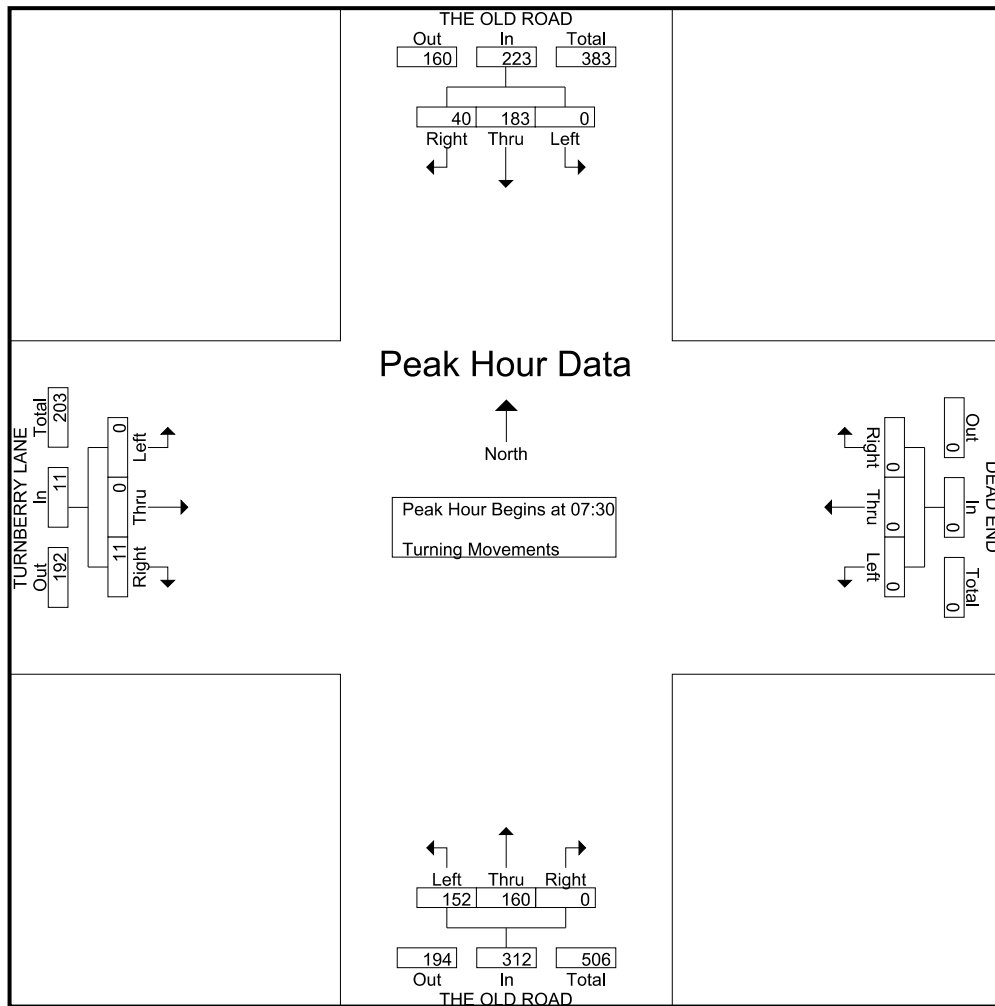 THE OLD ROAD
Out In Total
160 223 383
40 183 0
Right Thru Left
Peak Hour Data
North
Peak Hour Begins at 07:30
Turning Movements
TURNBERRY LANE
Out In Total
192 11 203
11 0 0
Right Thru Left
DEAD END
Out In Total
0 0 0
0 0 0
Right Thru Left
Left Thru Right
152 160 0
194 312 506
Out In Total
THE OLD ROAD